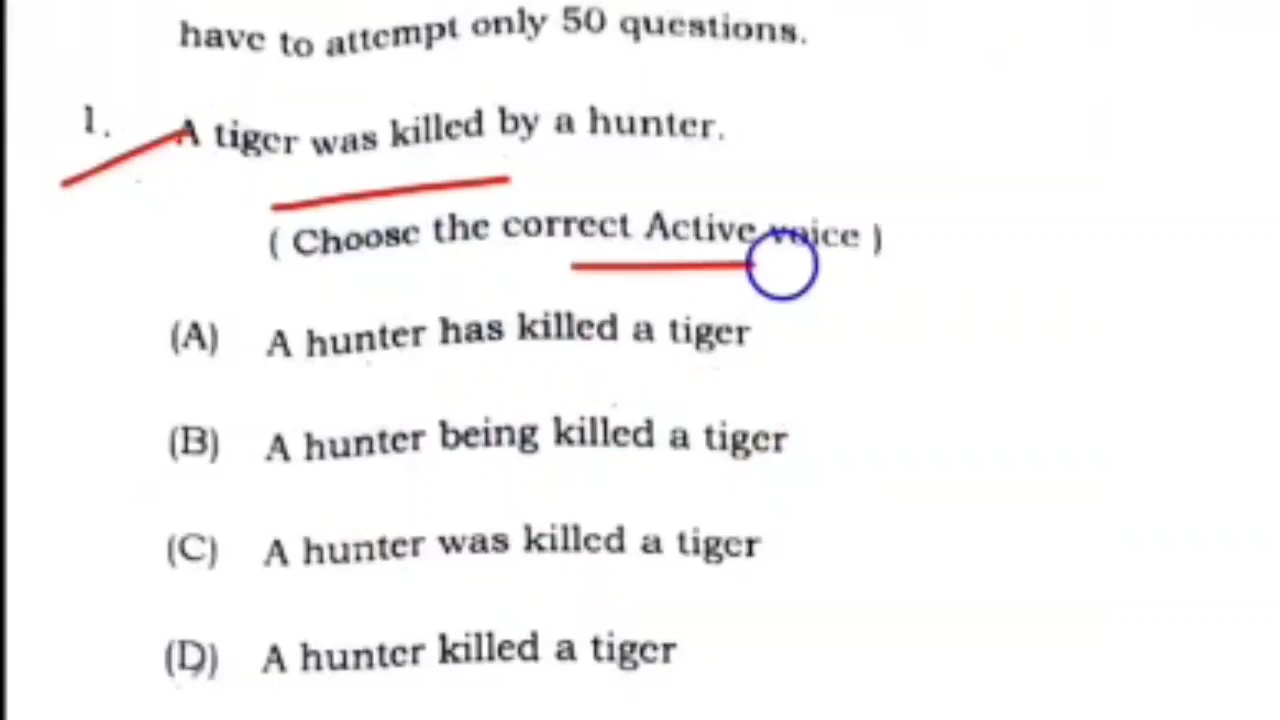 have to attempt only 50 questions.
1. A tiger was killed by a hunter.
( Choose the correct Active voice )
(A) A hunter has killed a tiger
(B) A hunter being killed a tiger
(C) A hunter was killed a tiger
(D) A hunter killed a tiger